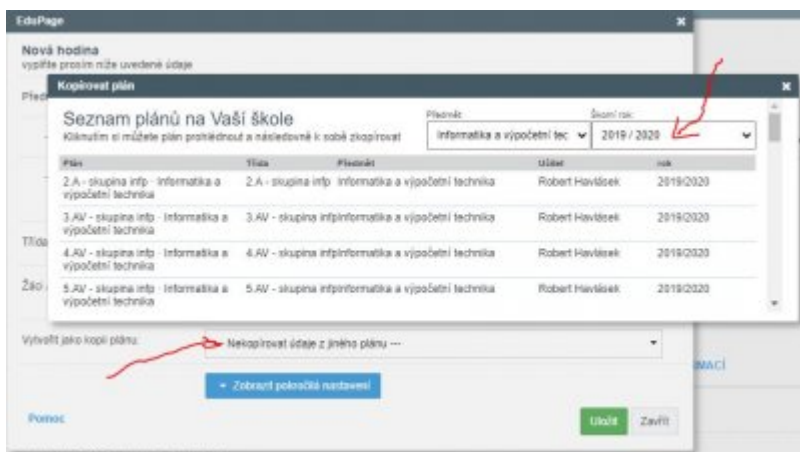 EduPage
Nová hodina
vyplňte prosím níže uvedené údaje
Kopírovat plán
Seznam plánů na Vaší škole
Kliknutím si můžete plán prohlédnout a následovně k sobě zkopírovat
Předmět:
Školní rok:
Informatika a výpočetní tec
2019 / 2020
Plán Třída Předmět Učitel rok
2.A - skupina infp · Informatika a 2.A - skupina infp Informatika a výpočetní technika Robert Havlásek 2019/2020
výpočetní technika
3.AV - skupina infp · Informatika a 3.AV - skupina infpInformatika a výpočetní technika Robert Havlásek 2019/2020
výpočetní technika
4.AV - skupina infp · Informatika a 4.AV - skupina infpInformatika a výpočetní technika Robert Havlásek 2019/2020
výpočetní technika
5.AV - skupina infp · Informatika a 5.AV - skupina infpInformatika a výpočetní technika Robert Havlásek 2019/2020
výpočetní technika
Třída
Žáci
Vytvořit jako kopii plánu:
Nekopírovat údaje z jiného plánu ---
Zobrazit pokročilá nastavení
Pomoc
Uložit
Zavřít